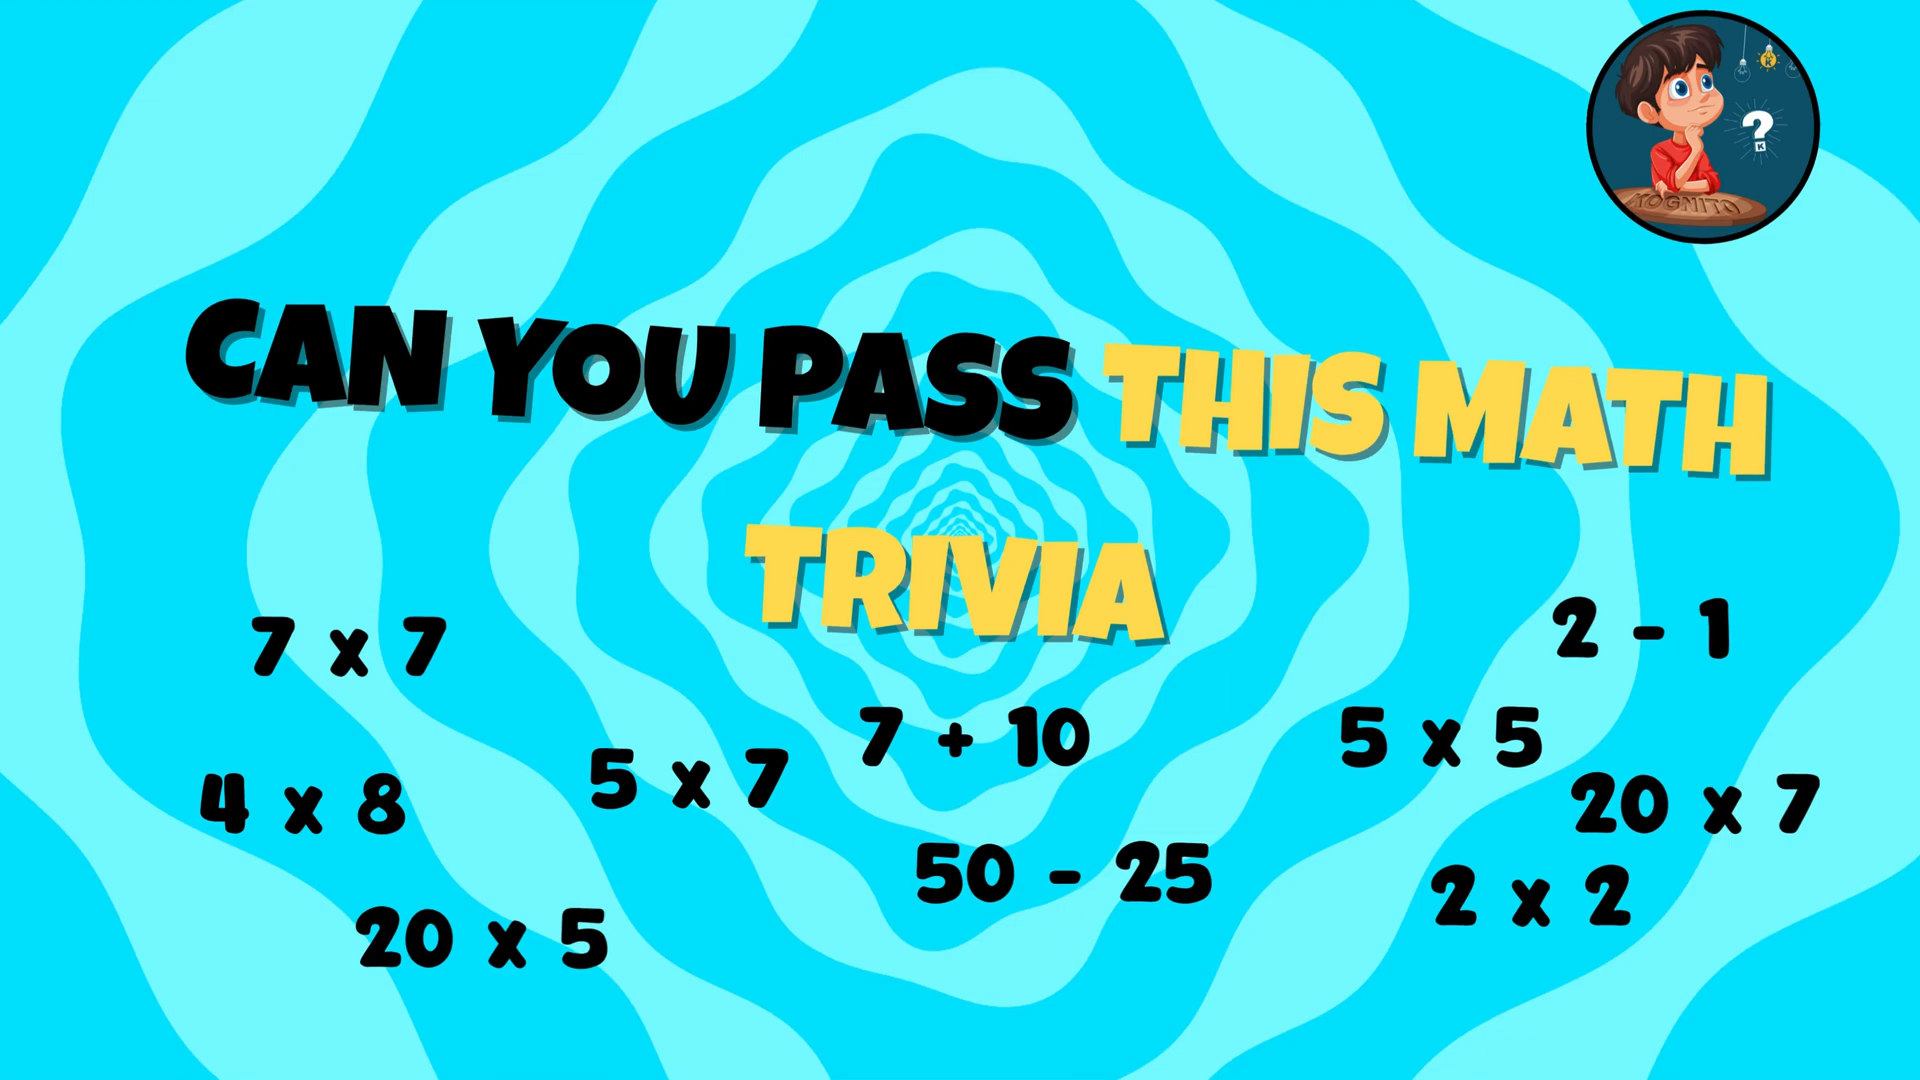 KOGNITO
?
K
K
CAN YOU PASS THIS MATH
TRIVIA
7 x 7
2 - 1
7 + 10
5 x 5
5 x 7
4 x 8
20 x 7
50 - 25
2 x 2
20 x 5